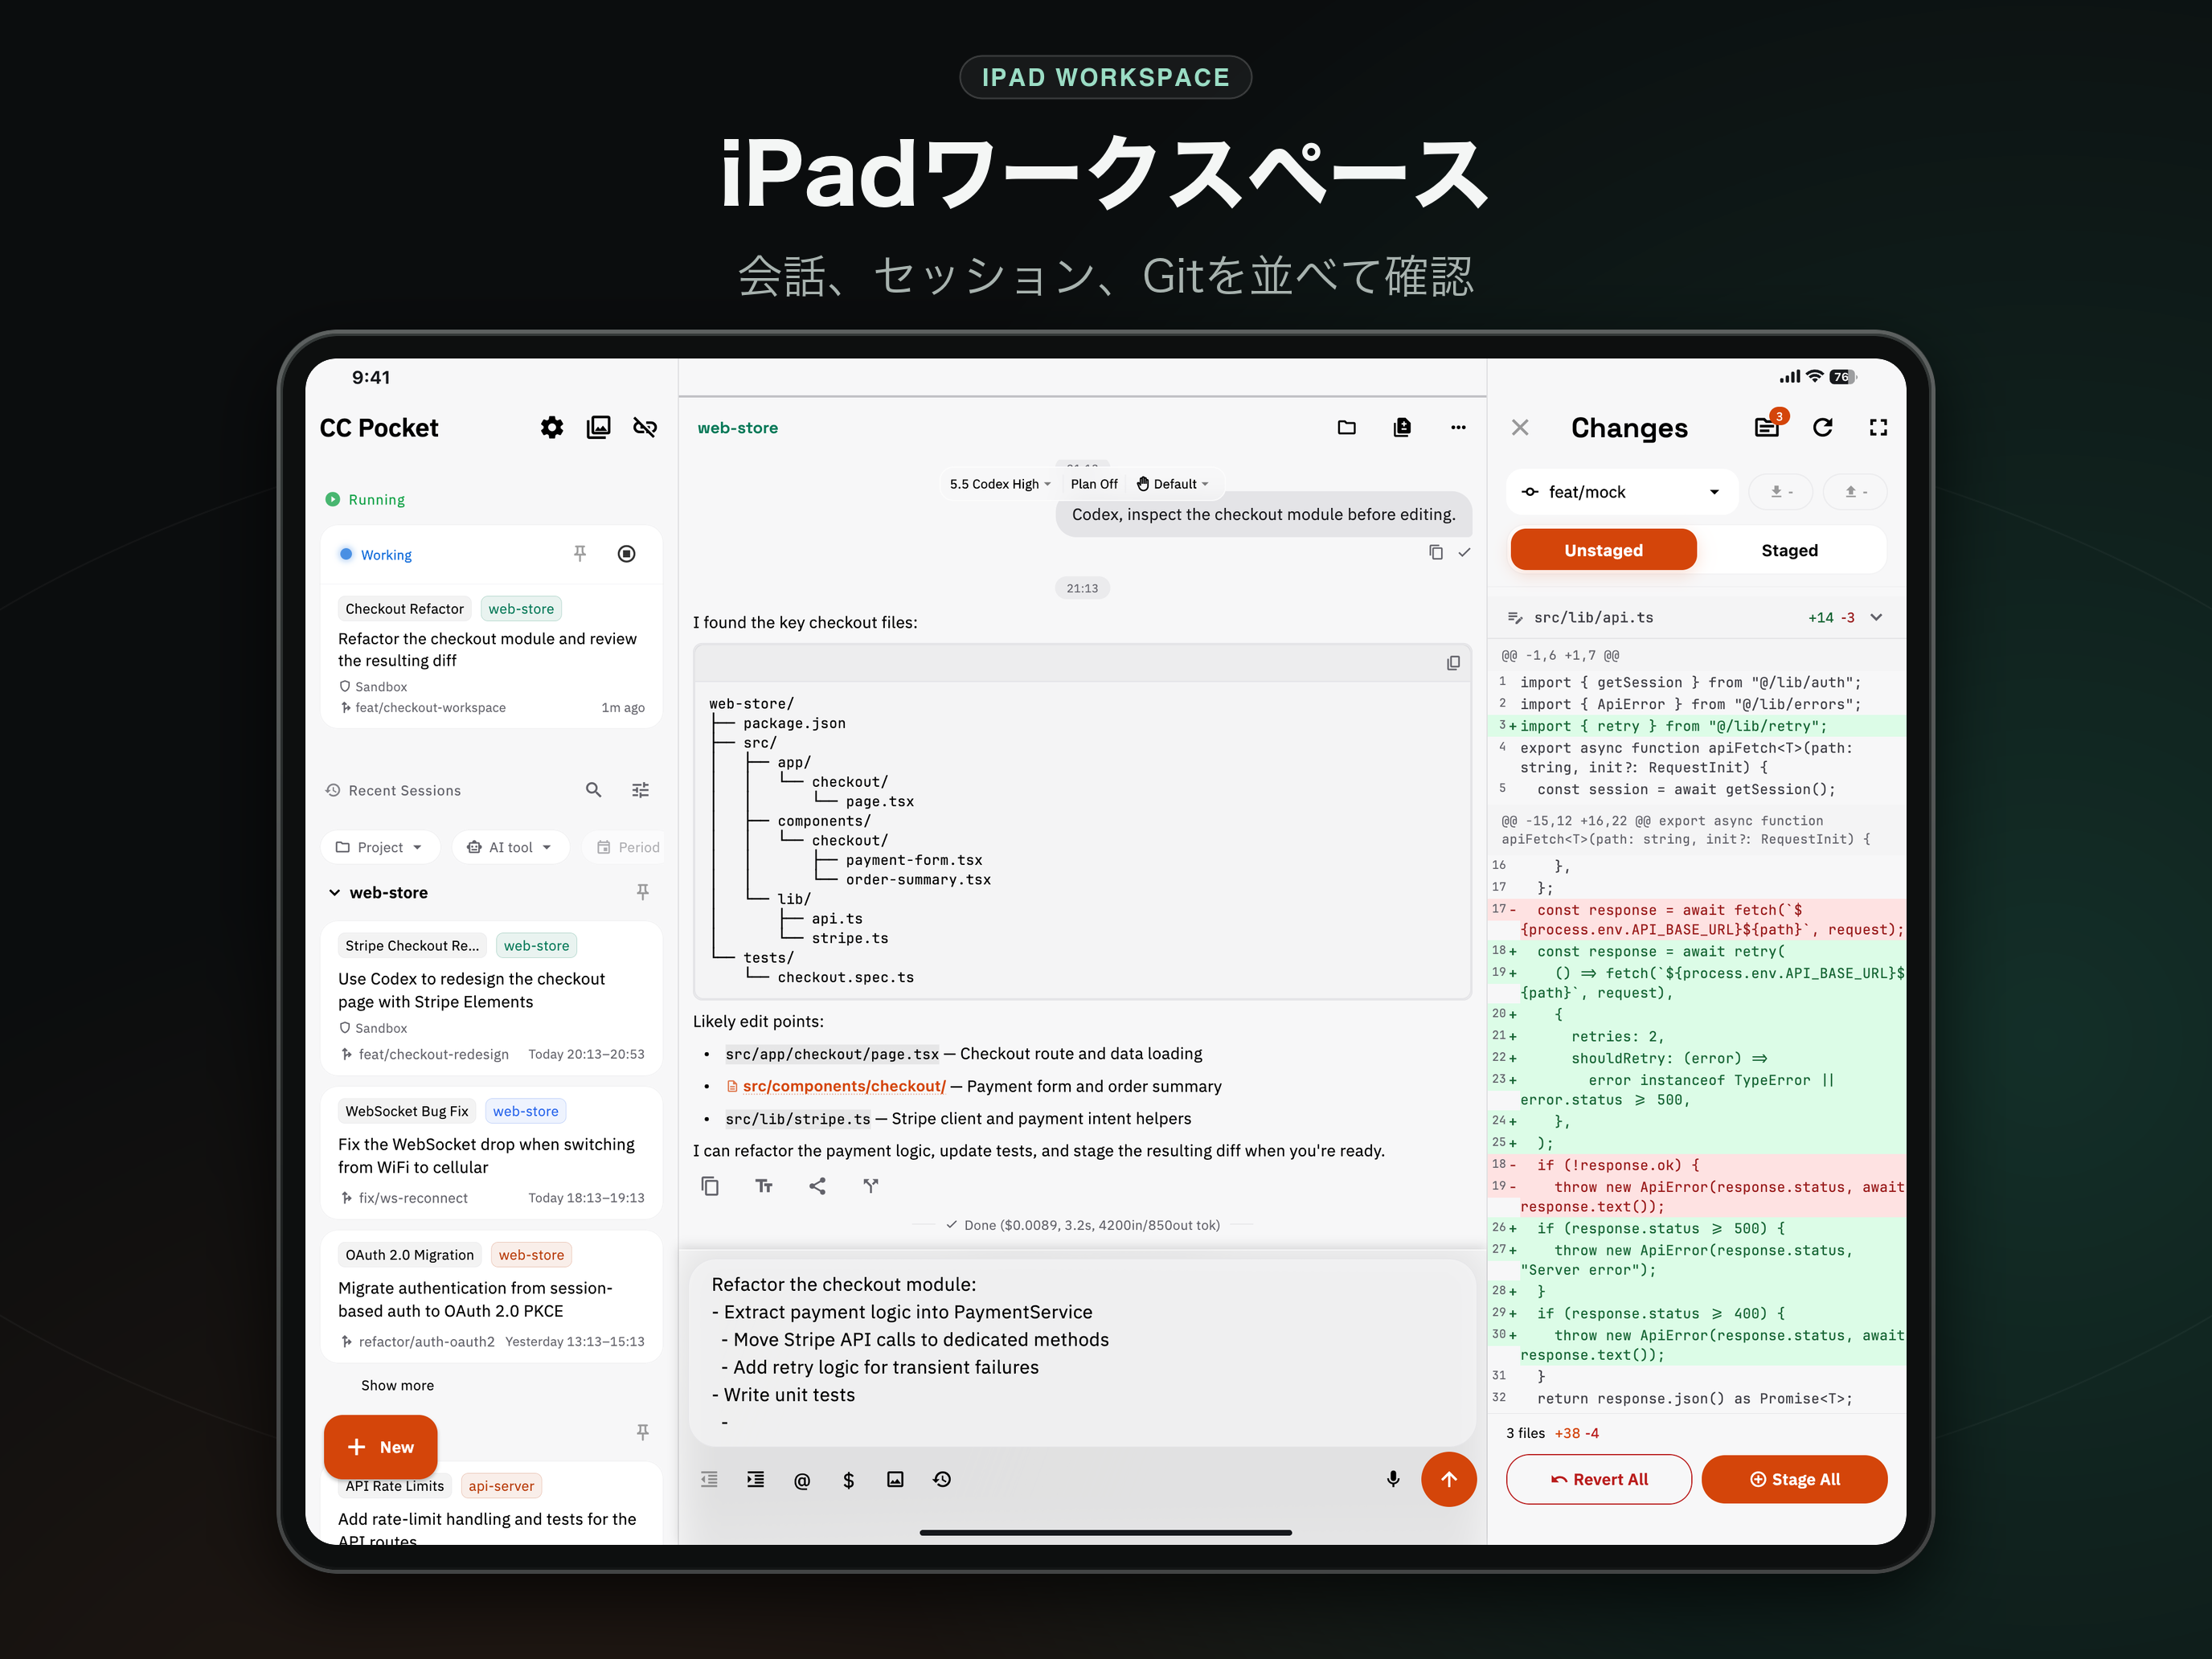 IPAD WORKSPACE
iPadワークスペース
会話、セッション、Gitを並べて確認
9:41
76
CC Pocket
Running
Working
Checkout Refactor web-store
Refactor the checkout module and review
the resulting diff
Sandbox
feat/checkout-workspace 1m ago
Recent Sessions
Project AI tool Period
web-store
Stripe Checkout Re... web-store
Use Codex to redesign the checkout
page with Stripe Elements
Sandbox
feat/checkout-redesign Today 20:13–20:53
WebSocket Bug Fix web-store
Fix the WebSocket drop when switching
from WiFi to cellular
fix/ws-reconnect Today 18:13–19:13
OAuth 2.0 Migration web-store
Migrate authentication from session-
based auth to OAuth 2.0 PKCE
refactor/auth-oauth2 Yesterday 13:13–15:13
Show more
+ New
API Rate Limits api-server
Add rate-limit handling and tests for the
API routes
web-store
5.5 Codex High Plan Off Default
Codex, inspect the checkout module before editing.
21:13
I found the key checkout files:
web-store/
├── package.json
├── src/
│   ├── app/
│   │   └── checkout/
│   │       └── page.tsx
│   ├── components/
│   │   └── checkout/
│   │       ├── payment-form.tsx
│   │       └── order-summary.tsx
│   └── lib/
│       ├── api.ts
│       └── stripe.ts
└── tests/
    └── checkout.spec.ts
Likely edit points:
• src/app/checkout/page.tsx — Checkout route and data loading
• src/components/checkout/ — Payment form and order summary
• src/lib/stripe.ts — Stripe client and payment intent helpers
I can refactor the payment logic, update tests, and stage the resulting diff when you're ready.
Done ($0.0089, 3.2s, 4200in/850out tok)
Refactor the checkout module:
- Extract payment logic into PaymentService
  - Move Stripe API calls to dedicated methods
  - Add retry logic for transient failures
- Write unit tests
  -
@ $
Changes 3
feat/mock - -
Unstaged Staged
src/lib/api.ts +14 -3
@@ -1,6 +1,7 @@
1 import { getSession } from "@/lib/auth";
2 import { ApiError } from "@/lib/errors";
3 + import { retry } from "@/lib/retry";
4 export async function apiFetch<T>(path:
string, init?: RequestInit) {
5   const session = await getSession();
@@ -15,12 +16,22 @@ export async function
apiFetch<T>(path: string, init?: RequestInit) {
16     },
17   };
17 -   const response = await fetch(`$
{process.env.API_BASE_URL}${path}`, request);
18 +   const response = await retry(
19 +     () => fetch(`${process.env.API_BASE_URL}$
{path}`, request),
20 +     {
21 +       retries: 2,
22 +       shouldRetry: (error) =>
23 +         error instanceof TypeError ||
error.status >= 500,
24 +     },
25 +   );
18 -   if (!response.ok) {
19 -     throw new ApiError(response.status, await
response.text());
26 +   if (response.status >= 500) {
27 +     throw new ApiError(response.status,
"Server error");
28 +   }
29 +   if (response.status >= 400) {
30 +     throw new ApiError(response.status, await
response.text());
31   }
32   return response.json() as Promise<T>;
3 files +38 -4
Revert All Stage All